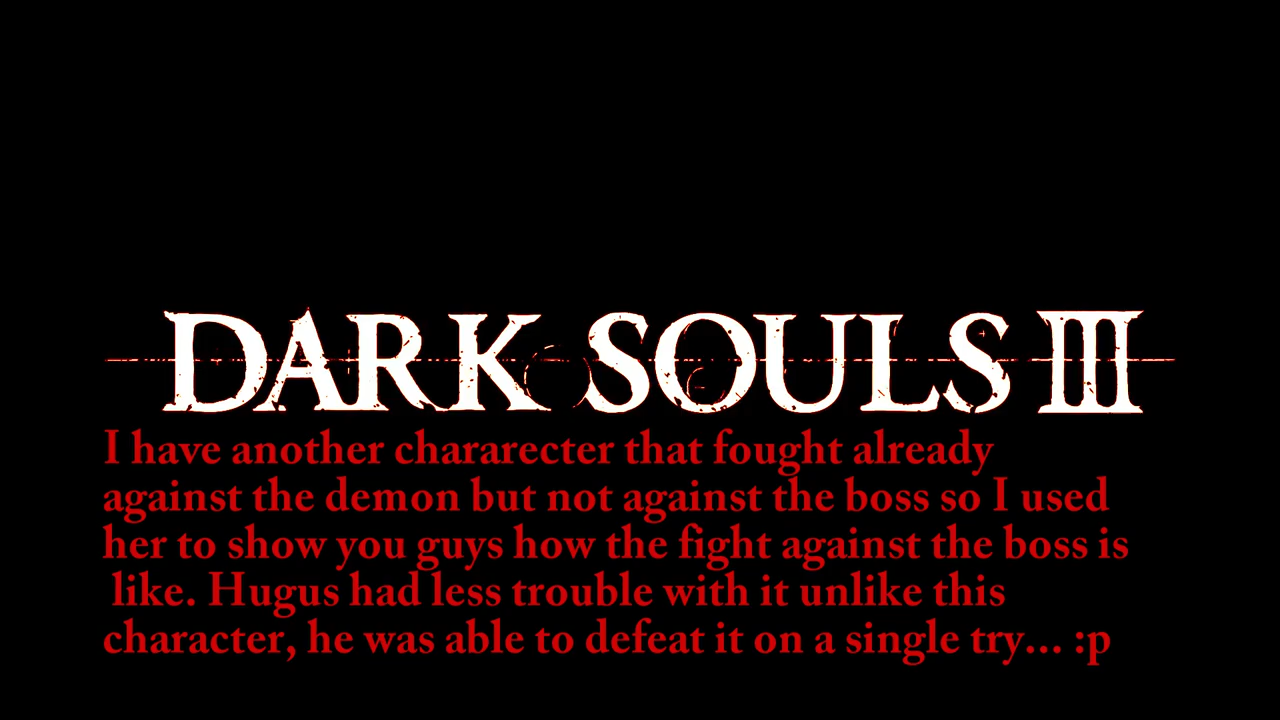 DARK SOULS III
I have another chararecter that fought already
against the demon but not against the boss so I used
her to show you guys how the fight against the boss is
like. Hugus had less trouble with it unlike this
character, he was able to defeat it on a single try... :p